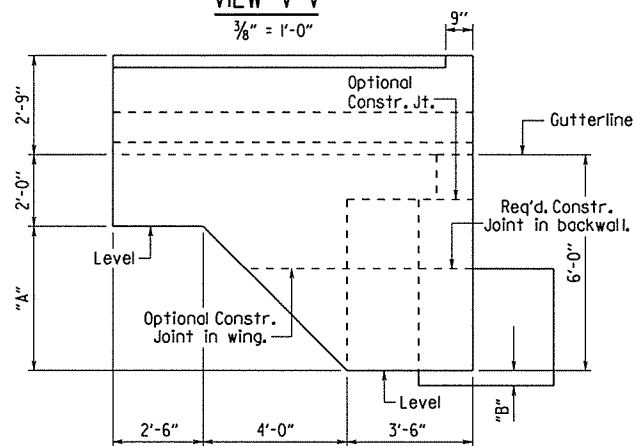 VIEW "V-V"
3/8" = 1'-0"
9"
Optional
Constr. Jt.
2'-9"
Gutterline
2'-0"
Req'd. Constr.
Joint in backwall.
6'-0"
Level
"A"
Optional Constr.
Joint in wing.
Level
"B"
2'-6"
4'-0"
3'-6"